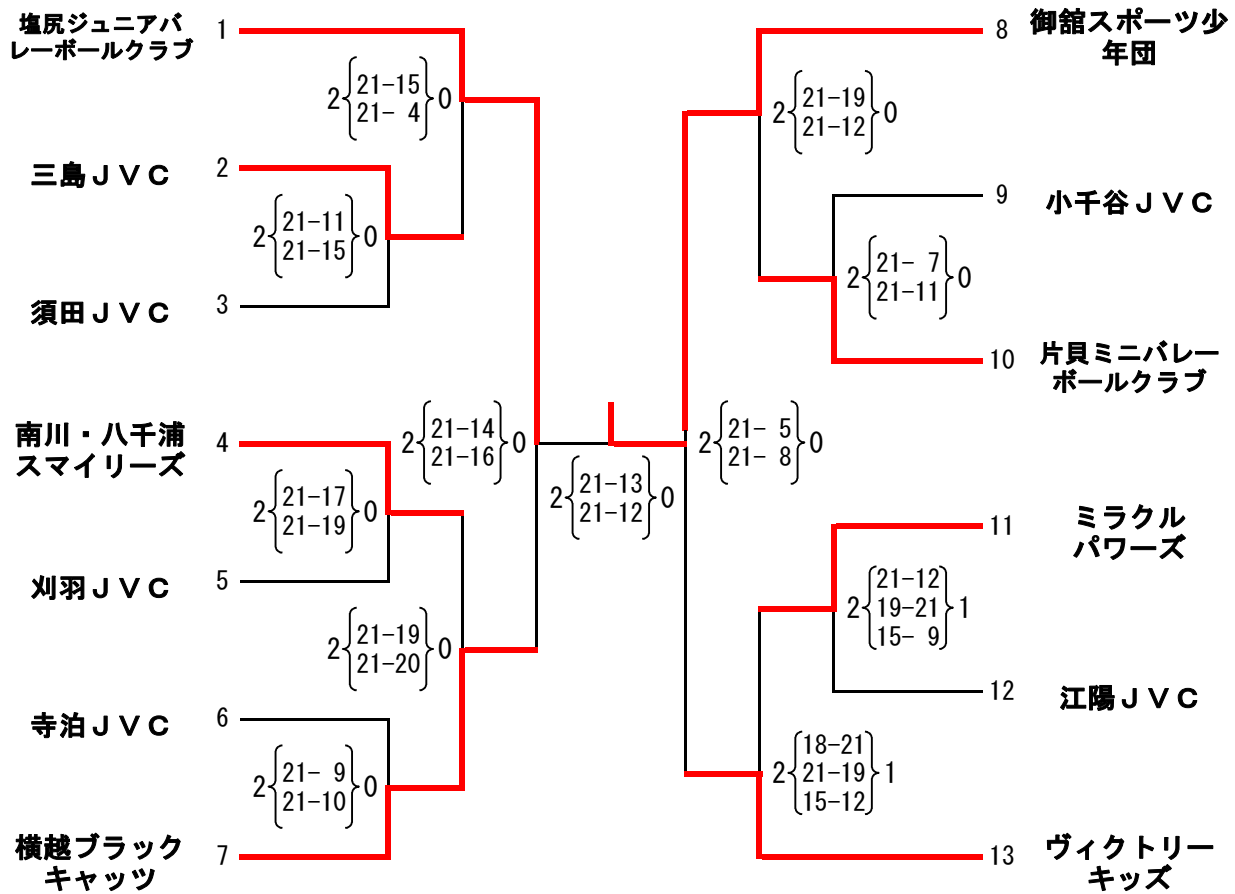 塩尻ジュニアバ
レーボールクラブ
1
2 21-15 0
21- 4
三島ＪＶＣ
2
2 21-11 0
21-15
須田ＪＶＣ
3
南川・八千浦
スマイリーズ
4
2 21-14 0
21-16
2 21-17 0
21-19
刈羽ＪＶＣ
5
2 21-19 0
21-20
寺泊ＪＶＣ
6
2 21- 9 0
21-10
横越ブラック
キャッツ
7
2 21-13 0
21-12
8
御舘スポーツ少
年団
2 21-19 0
21-12
9
小千谷ＪＶＣ
2 21- 7 0
21-11
10
片貝ミニバレー
ボールクラブ
2 21- 5 0
21- 8
11
ミラクル
パワーズ
21-12
2 19-21 1
15- 9
12
江陽ＪＶＣ
18-21
2 21-19 1
15-12
13
ヴィクトリー
キッズ